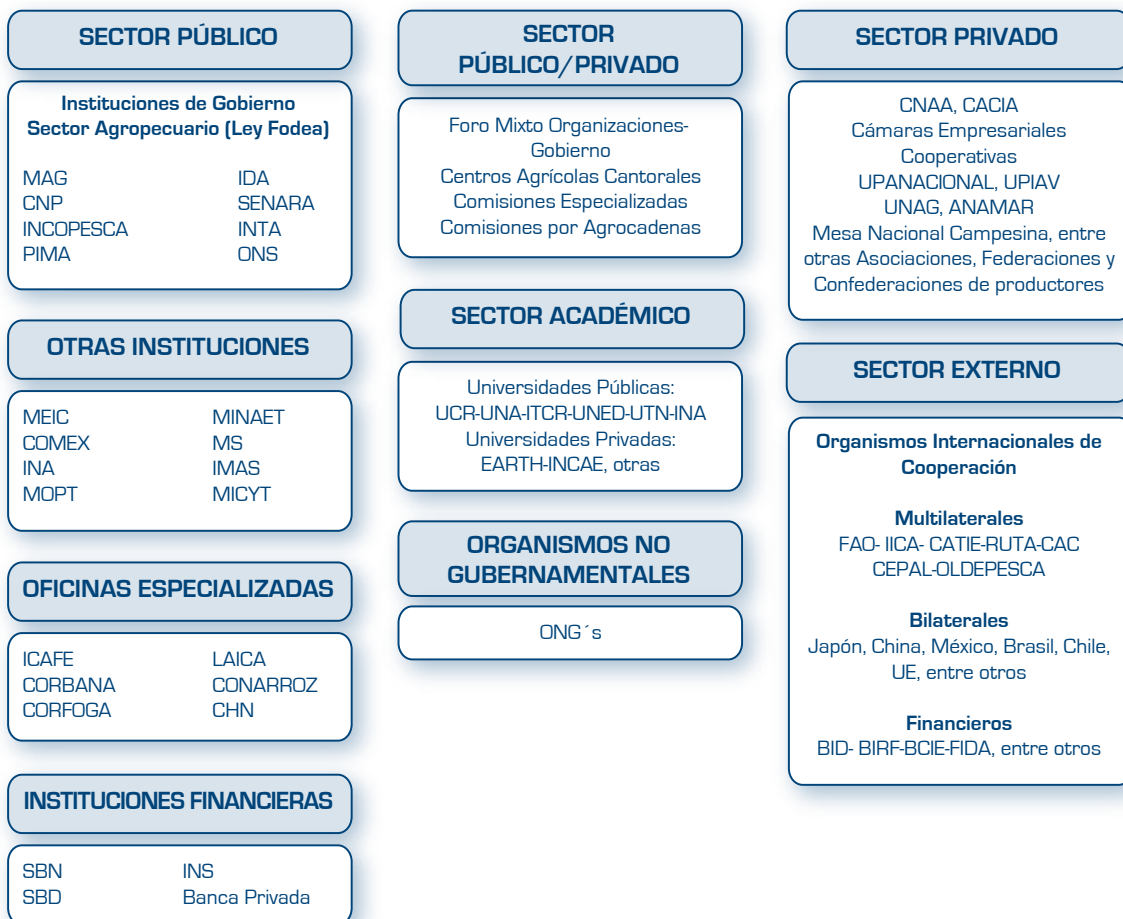 SECTOR PÚBLICO
Instituciones de Gobierno
Sector Agropecuario (Ley Fodea)
MAG IDA
CNP SENARA
INCOPESCA INTA
PIMA ONS
OTRAS INSTITUCIONES
MEIC MINAET
COMEX MS
INA IMAS
MOPT MICYT
OFICINAS ESPECIALIZADAS
ICAFE LAICA
CORBANA CONARROZ
CORFOGA CHN
INSTITUCIONES FINANCIERAS
SBN INS
SBD Banca Privada
SECTOR
PÚBLICO/PRIVADO
Foro Mixto Organizaciones-
Gobierno
Centros Agrícolas Cantorales
Comisiones Especializadas
Comisiones por Agrocadenas
SECTOR ACADÉMICO
Universidades Públicas:
UCR-UNA-ITCR-UNED-UTN-INA
Universidades Privadas:
EARTH-INCAE, otras
ORGANISMOS NO
GUBERNAMENTALES
ONG´s
SECTOR PRIVADO
CNAA, CACIA
Cámaras Empresariales
Cooperativas
UPANACIONAL, UPIAV
UNAG, ANAMAR
Mesa Nacional Campesina, entre
otras Asociaciones, Federaciones y
Confederaciones de productores
SECTOR EXTERNO
Organismos Internacionales de
Cooperación
Multilaterales
FAO- IICA- CATIE-RUTA-CAC
CEPAL-OLDEPESCA
Bilaterales
Japón, China, México, Brasil, Chile,
UE, entre otros
Financieros
BID- BIRF-BCIE-FIDA, entre otros